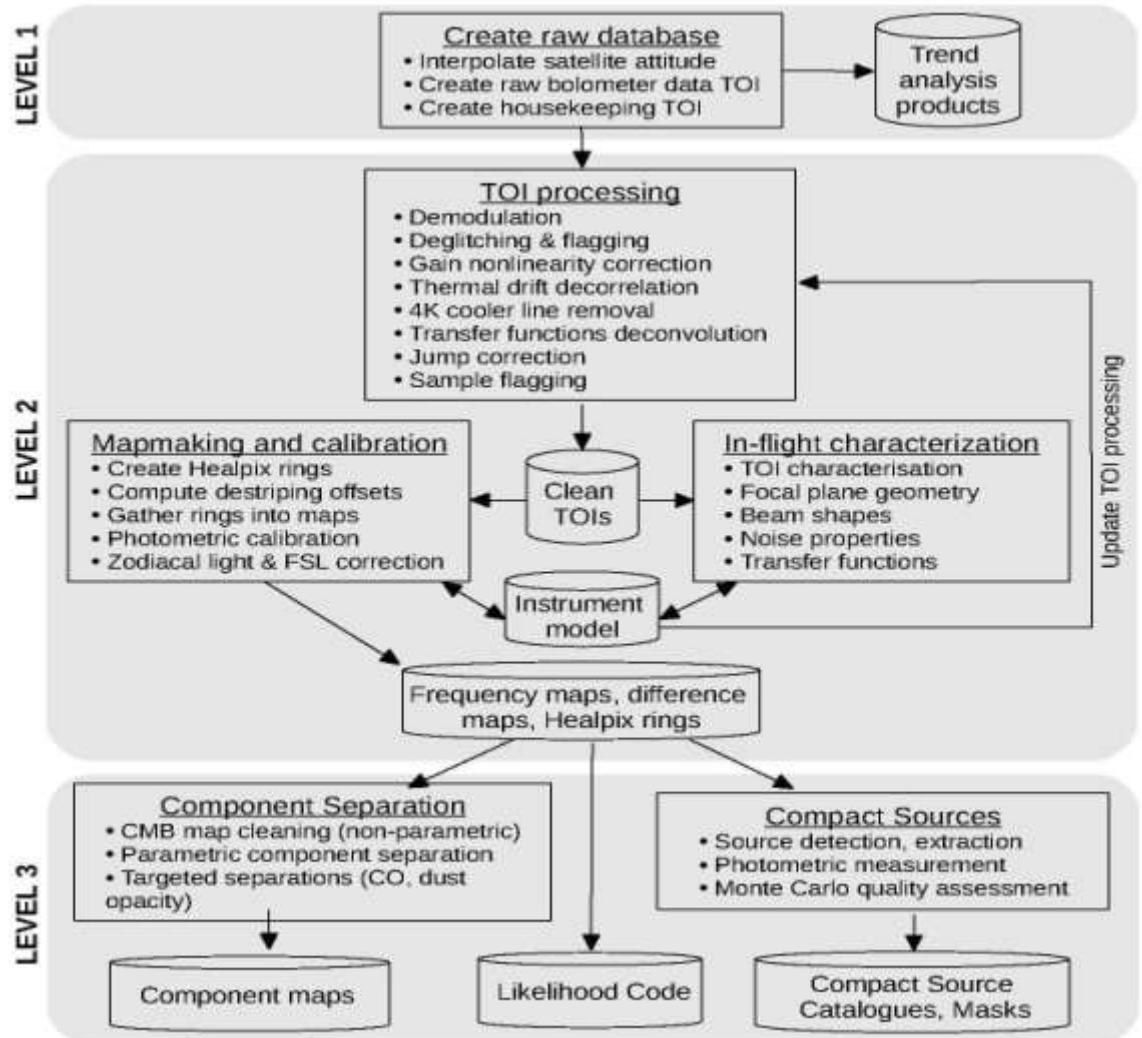 LEVEL 1
Create raw database
• Interpolate satellite attitude
• Create raw bolometer data TOI
• Create housekeeping TOI
Trend
analysis
products
LEVEL 2
TOI processing
• Demodulation
• Deglitching & flagging
• Gain nonlinearity correction
• Thermal drift decorrelation
• 4K cooler line removal
• Transfer functions deconvolution
• Jump correction
• Sample flagging
Update TOI processing
Mapmaking and calibration
• Create Healpix rings
• Compute destriping offsets
• Gather rings into maps
• Photometric calibration
• Zodiacal light & FSL correction
Clean
TOIs
In-flight characterization
• TOI characterisation
• Focal plane geometry
• Beam shapes
• Noise properties
• Transfer functions
Instrument
model
Frequency maps, difference
maps, Healpix rings
LEVEL 3
Component Separation
• CMB map cleaning (non-parametric)
• Parametric component separation
• Targeted separations (CO, dust
opacity)
Compact Sources
• Source detection, extraction
• Photometric measurement
• Monte Carlo quality assessment
Component maps
Likelihood Code
Compact Source
Catalogues, Masks